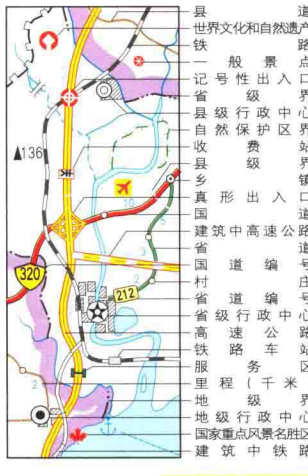 县道
世界文化和自然遗产
铁路
一般景点
记号性出入口
省级界
县级行政中心
自然保护区界
收费站
县级界
乡镇
真形出入口
国道
建筑中高速公路
省道
国道编号
村庄
省道编号
省级行政中心
高速公路
铁路车站
服务区
里程(千米
地级界
地级行政中心
国家重点风景名胜区
建筑中铁路
▲136
10
320
212
2